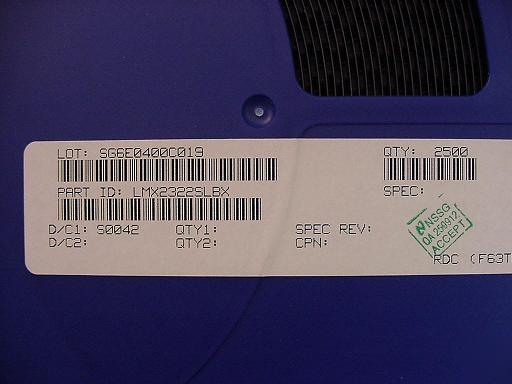 LOT: SG6E0400C019 QTY: 2500
PART ID: LMX2322SLBX SPEC:
D/C1: S0042 QTY1: SPEC REV:
D/C2: QTY2: CPN:
NSSG
QA 250912
ACCEPT
RDC (F63T